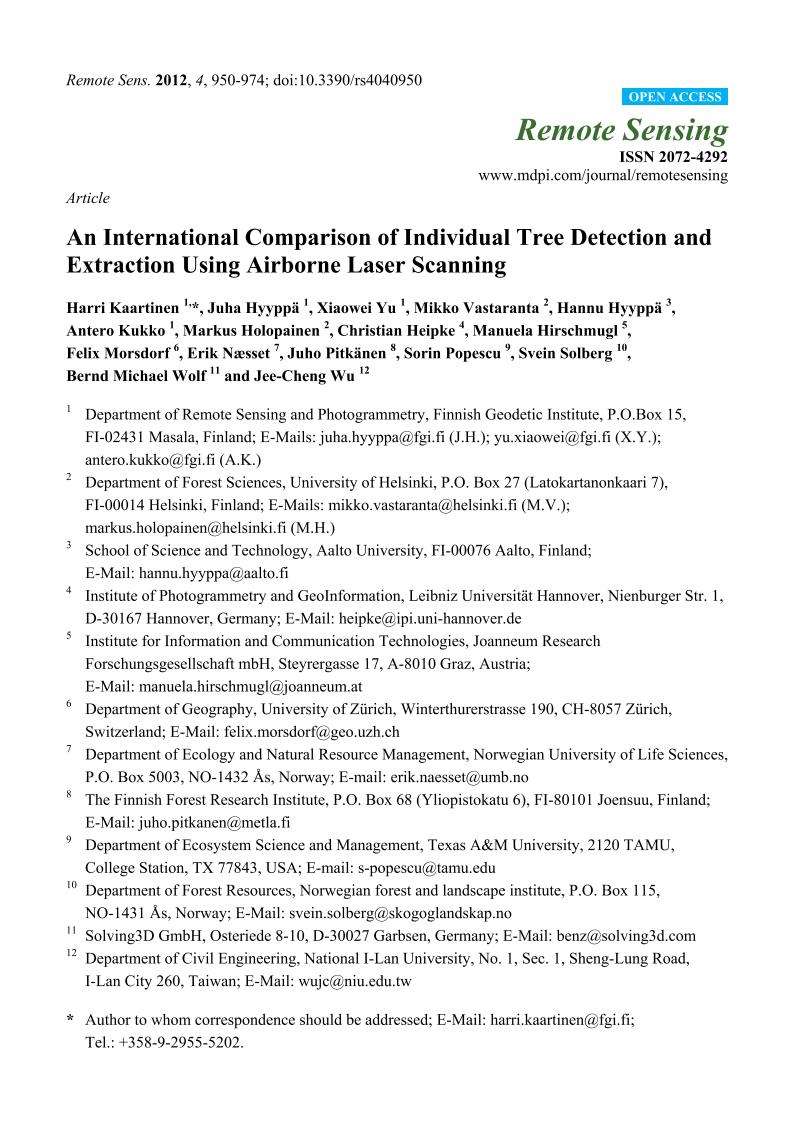 Remote Sens. 2012, 4, 950-974; doi:10.3390/rs4040950
OPEN ACCESS
Remote Sensing
ISSN 2072-4292
www.mdpi.com/journal/remotesensing
Article
An International Comparison of Individual Tree Detection and
Extraction Using Airborne Laser Scanning
Harri Kaartinen 1,*, Juha Hyyppä 1, Xiaowei Yu 1, Mikko Vastaranta 2, Hannu Hyyppä 3,
Antero Kukko 1, Markus Holopainen 2, Christian Heipke 4, Manuela Hirschmugl 5,
Felix Morsdorf 6, Erik Næsset 7, Juho Pitkänen 8, Sorin Popescu 9, Svein Solberg 10,
Bernd Michael Wolf 11 and Jee-Cheng Wu 12
1 Department of Remote Sensing and Photogrammetry, Finnish Geodetic Institute, P.O.Box 15,
FI-02431 Masala, Finland; E-Mails: juha.hyyppa@fgi.fi (J.H.); yu.xiaowei@fgi.fi (X.Y.);
antero.kukko@fgi.fi (A.K.)
2 Department of Forest Sciences, University of Helsinki, P.O. Box 27 (Latokartanonkaari 7),
FI-00014 Helsinki, Finland; E-Mails: mikko.vastaranta@helsinki.fi (M.V.);
markus.holopainen@helsinki.fi (M.H.)
3 School of Science and Technology, Aalto University, FI-00076 Aalto, Finland;
E-Mail: hannu.hyyppa@aalto.fi
4 Institute of Photogrammetry and GeoInformation, Leibniz Universität Hannover, Nienburger Str. 1,
D-30167 Hannover, Germany; E-Mail: heipke@ipi.uni-hannover.de
5 Institute for Information and Communication Technologies, Joanneum Research
Forschungsgesellschaft mbH, Steyrergasse 17, A-8010 Graz, Austria;
E-Mail: manuela.hirschmugl@joanneum.at
6 Department of Geography, University of Zürich, Winterthurerstrasse 190, CH-8057 Zürich,
Switzerland; E-Mail: felix.morsdorf@geo.uzh.ch
7 Department of Ecology and Natural Resource Management, Norwegian University of Life Sciences,
P.O. Box 5003, NO-1432 Ås, Norway; E-mail: erik.naesset@umb.no
8 The Finnish Forest Research Institute, P.O. Box 68 (Yliopistokatu 6), FI-80101 Joensuu, Finland;
E-Mail: juho.pitkanen@metla.fi
9 Department of Ecosystem Science and Management, Texas A&M University, 2120 TAMU,
College Station, TX 77843, USA; E-mail: s-popescu@tamu.edu
10 Department of Forest Resources, Norwegian forest and landscape institute, P.O. Box 115,
NO-1431 Ås, Norway; E-Mail: svein.solberg@skogoglandskap.no
11 Solving3D GmbH, Osteriede 8-10, D-30027 Garbsen, Germany; E-Mail: benz@solving3d.com
12 Department of Civil Engineering, National I-Lan University, No. 1, Sec. 1, Sheng-Lung Road,
I-Lan City 260, Taiwan; E-Mail: wujc@niu.edu.tw
* Author to whom correspondence should be addressed; E-Mail: harri.kaartinen@fgi.fi;
Tel.: +358-9-2955-5202.